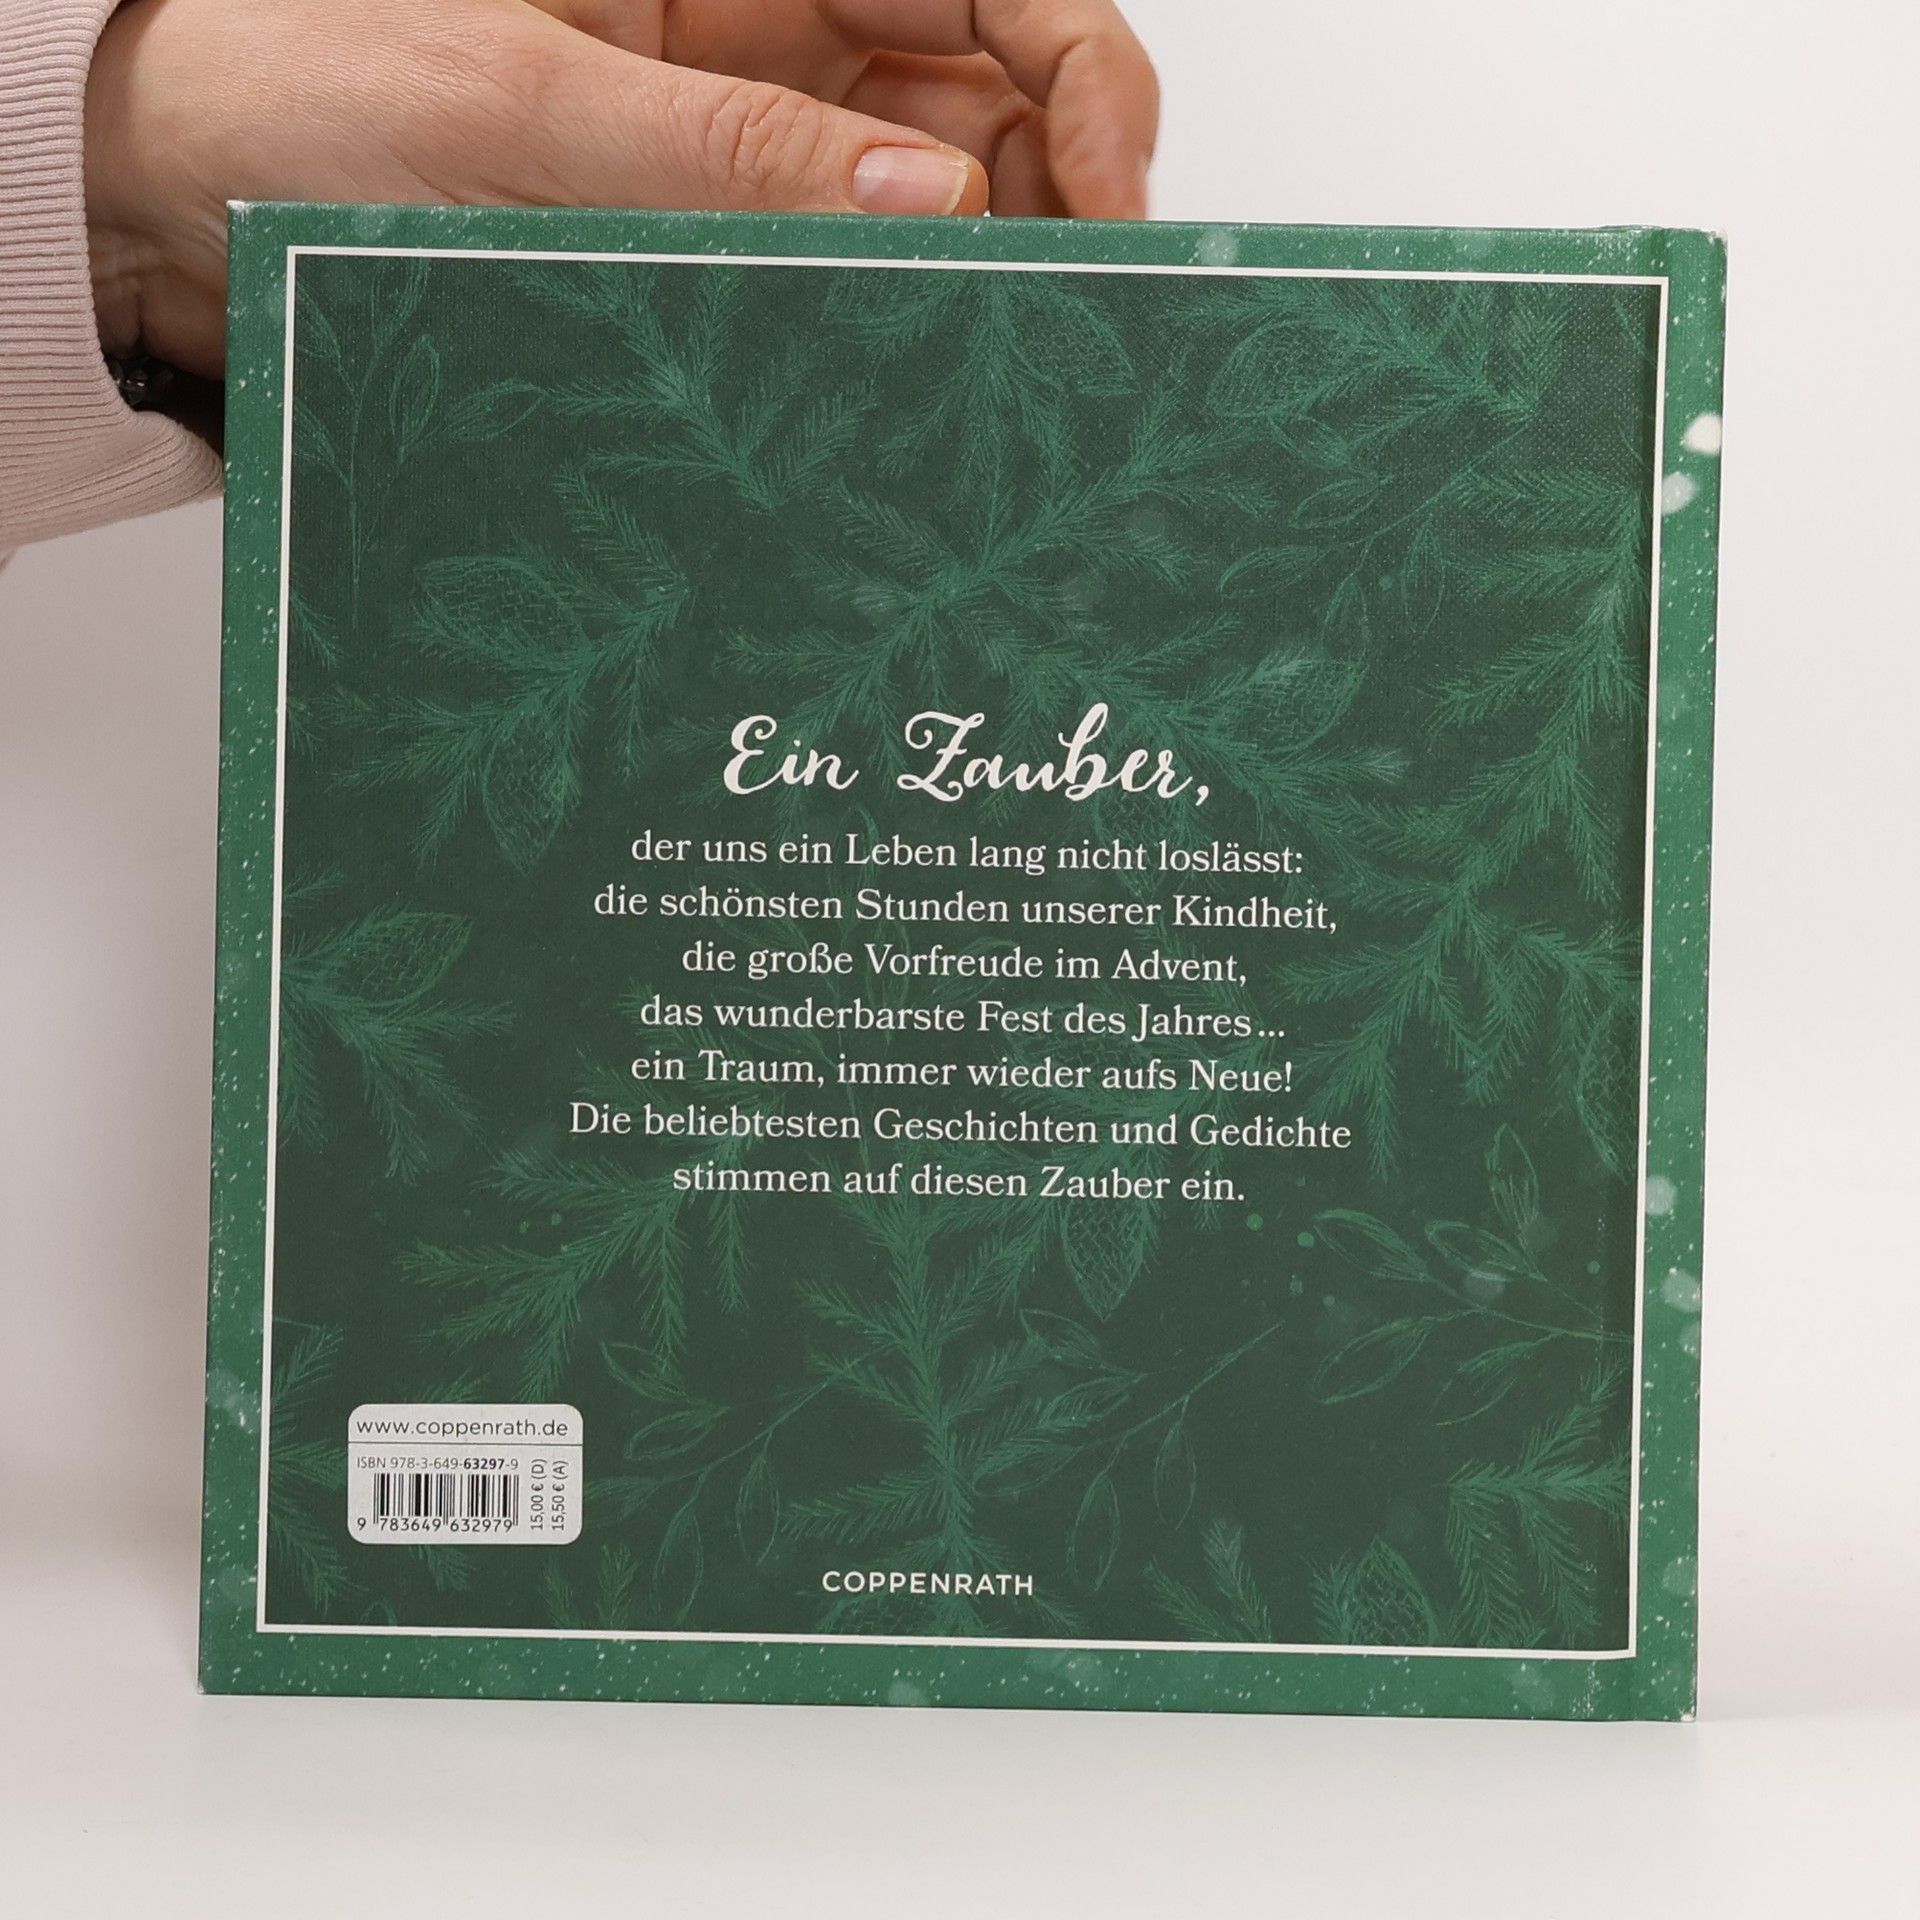 Ein Zauber,
der uns ein Leben lang nicht loslässt:
die schönsten Stunden unserer Kindheit,
die große Vorfreude im Advent,
das wunderbarste Fest des Jahres...
ein Traum, immer wieder aufs Neue!
Die beliebtesten Geschichten und Gedichte
stimmen auf diesen Zauber ein.
www.coppenrath.de
ISBN 978-3-649-63297-9
9 783649 632979
15,00 € (D)
15,50 € (A)
COPPENRATH